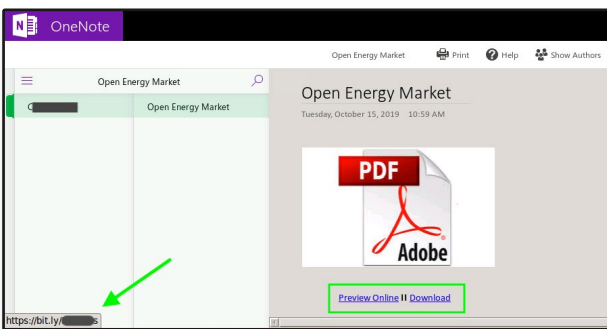 OneNote
Open Energy Market Print Help Show Authors
Open Energy Market
Open Energy Market
Open Energy Market
Tuesday, October 15, 2019 10:59 AM
PDF
Adobe
Preview Online II Download
https://bit.ly/